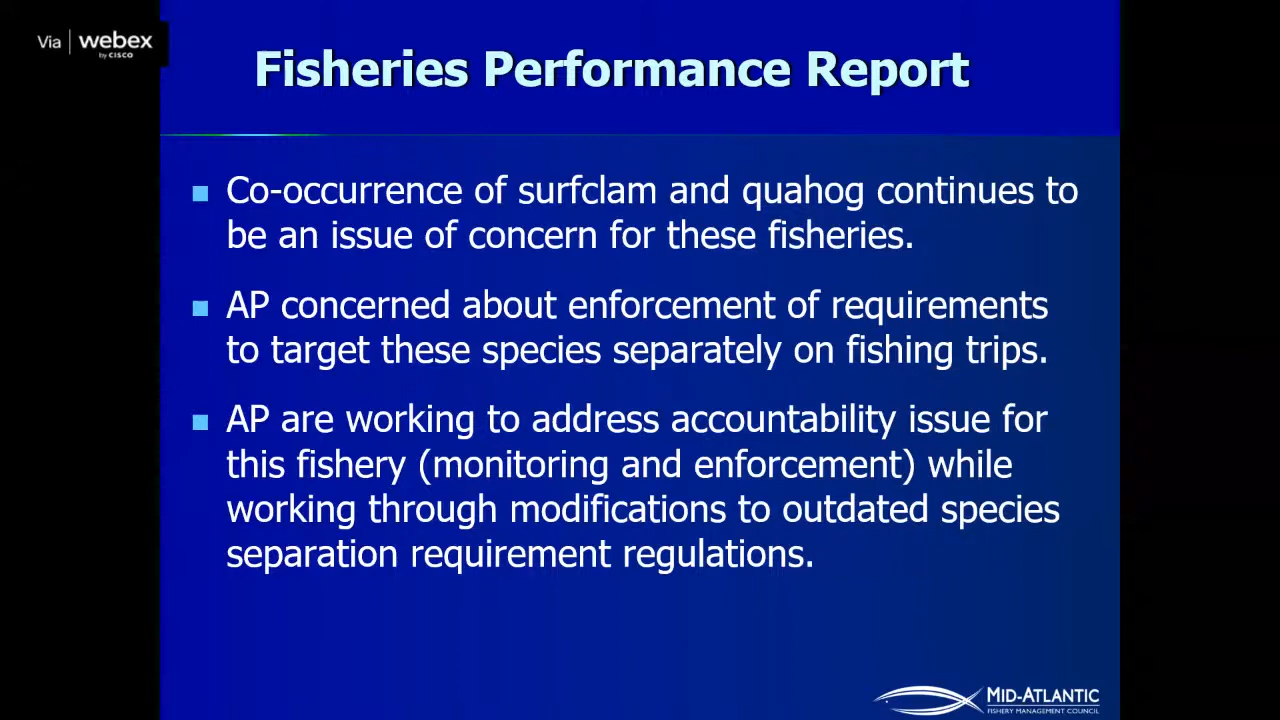 Via | webex
by CISCO
Fisheries Performance Report
Co-occurrence of surfclam and quahog continues to
be an issue of concern for these fisheries.
AP concerned about enforcement of requirements
to target these species separately on fishing trips.
AP are working to address accountability issue for
this fishery (monitoring and enforcement) while
working through modifications to outdated species
separation requirement regulations.
MID-ATLANTIC
FISHERY MANAGEMENT COUNCIL